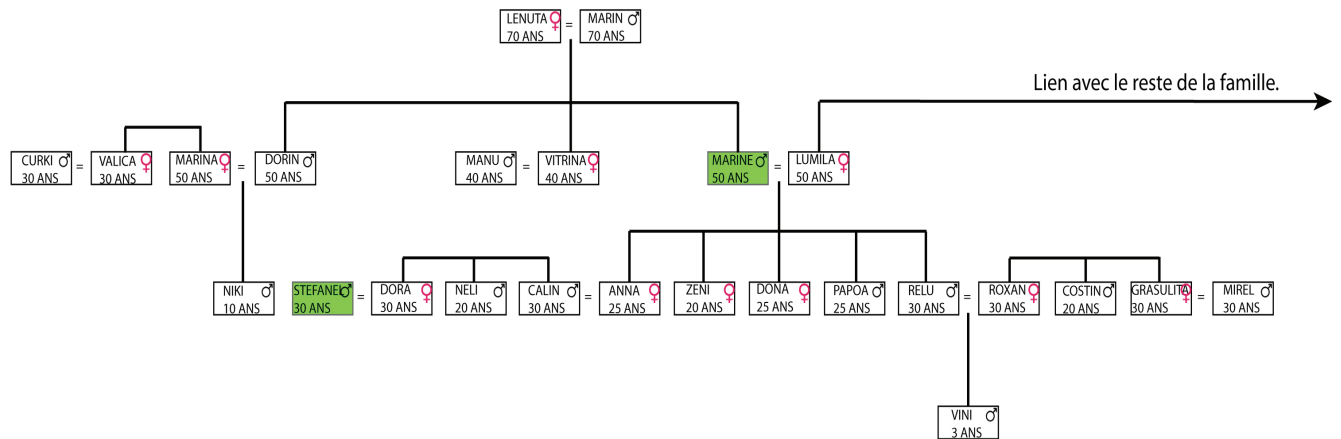 LENUTA
70 ANS
=
MARIN
70 ANS
Lien avec le reste de la famille.
CURKI
30 ANS
=
VALICA
30 ANS
MARINA
50 ANS
=
DORIN
50 ANS
MANU
40 ANS
=
VITRINA
40 ANS
MARINE
50 ANS
=
LUMILA
50 ANS
NIKI
10 ANS
STEFANEL
30 ANS
=
DORA
30 ANS
NELI
20 ANS
CALIN
30 ANS
=
ANNA
25 ANS
ZENI
20 ANS
DONA
25 ANS
PAPOA
25 ANS
RELU
30 ANS
=
ROXAN
30 ANS
COSTIN
20 ANS
GRASULITA
30 ANS
=
MIREL
30 ANS
VINI
3 ANS